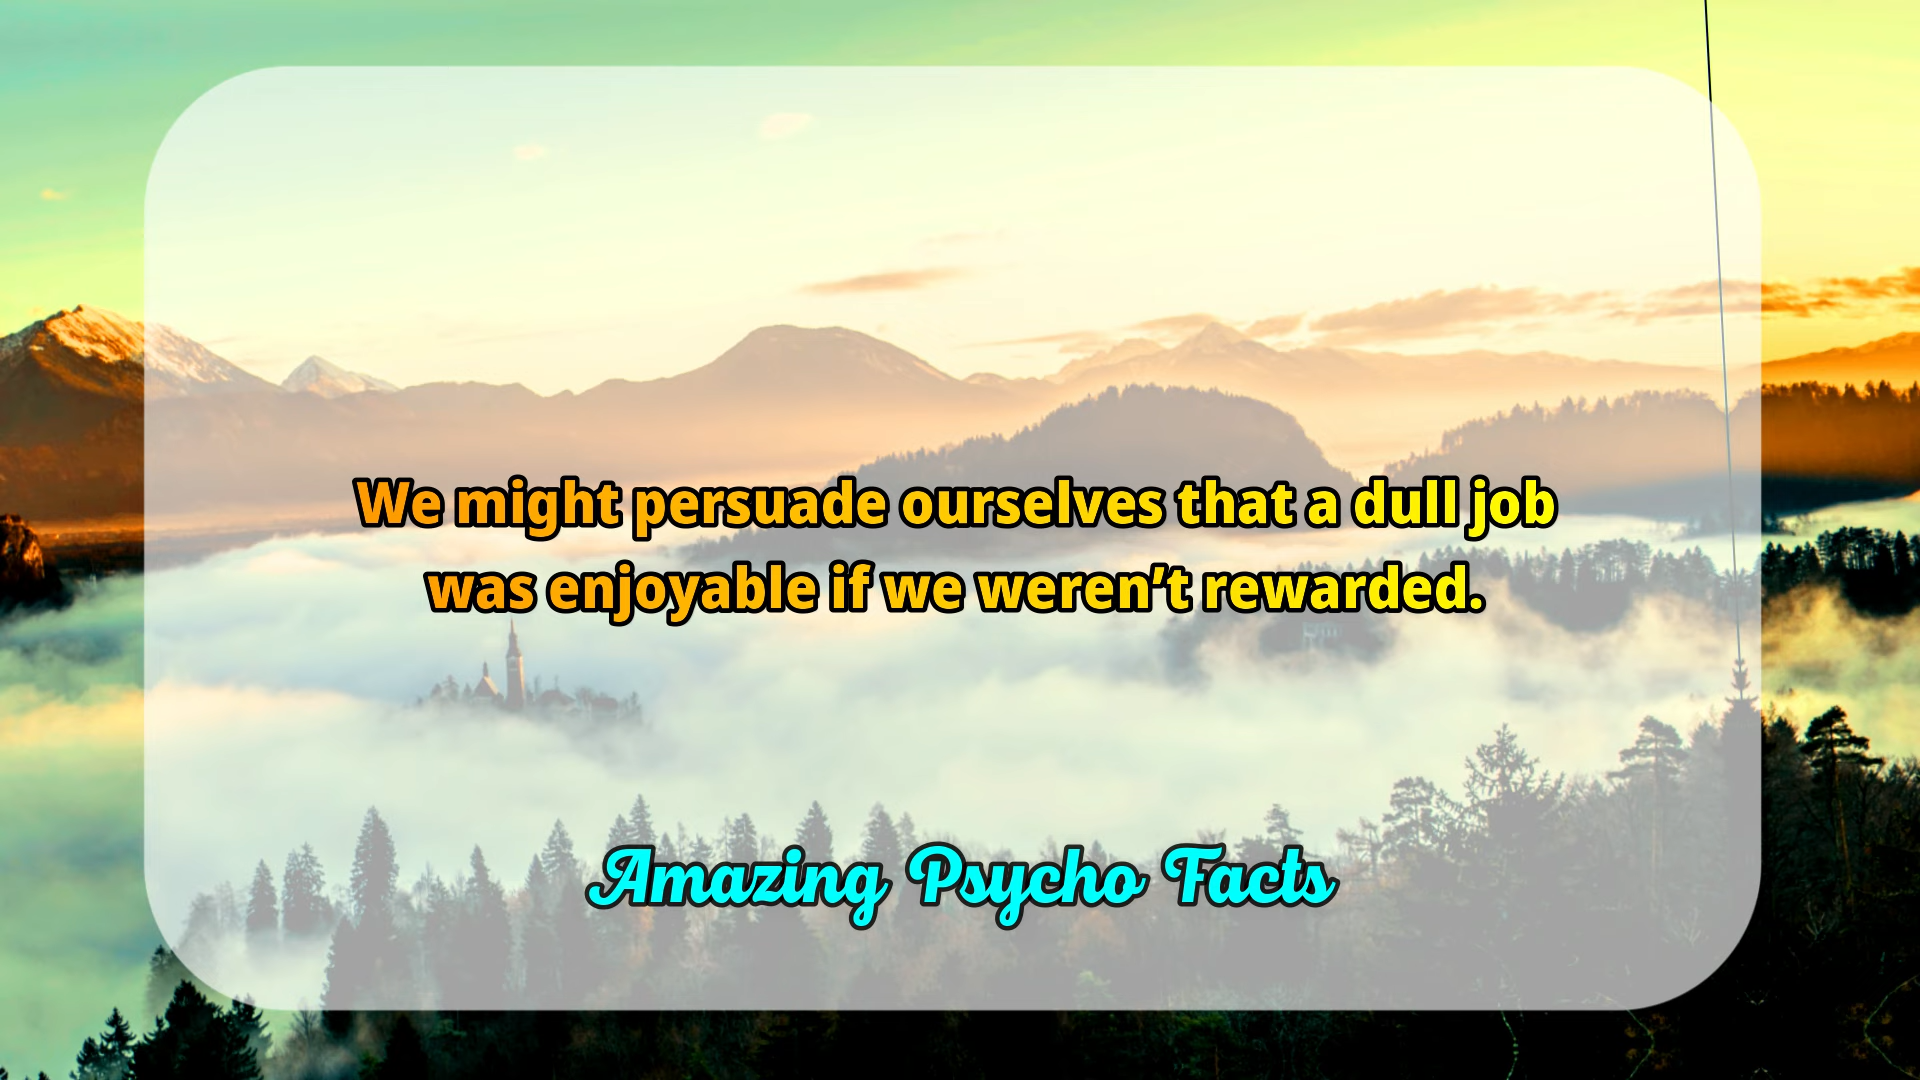 We might persuade ourselves that a dull job
was enjoyable if we weren’t rewarded.
Amazing Psycho Facts